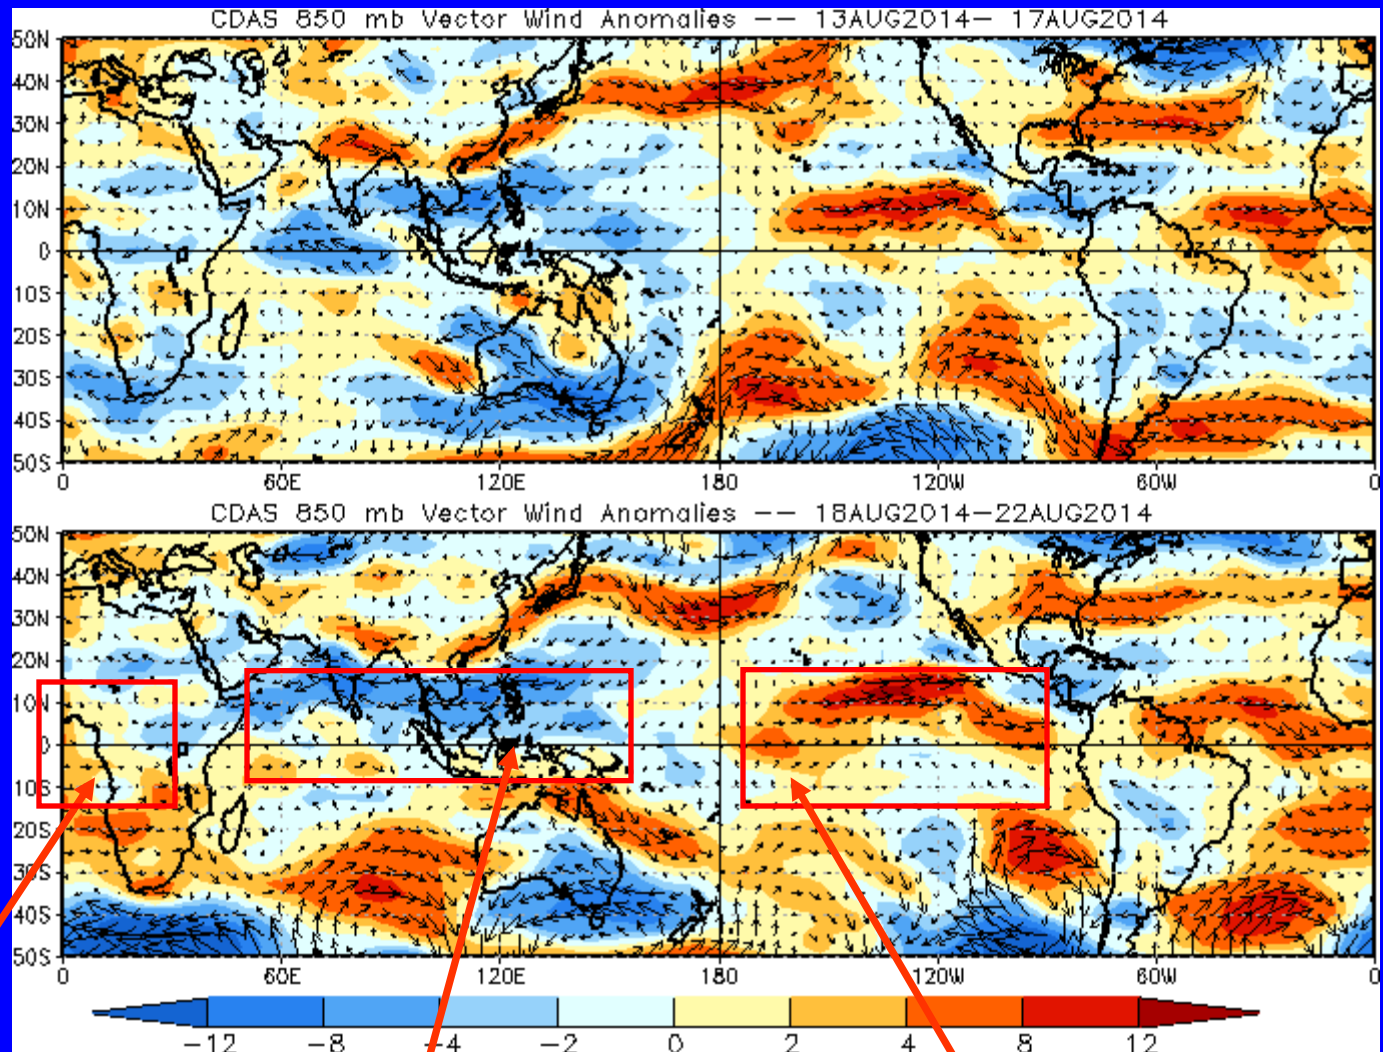 CDAS 850 mb Vector Wind Anomalies -- 13AUG2014- 17AUG2014
50N
40N
30N
20N
10N
0
10S
20S
30S
40S
50S
0 60E 120E 180 120W 60W 0
CDAS 850 mb Vector Wind Anomalies -- 18AUG2014-22AUG2014
50N
40N
30N
20N
10N
0
10S
20S
30S
40S
50S
0 60E 120E 180 120W 60W 0
-12 -8 -4 -2 0 2 4 8 12